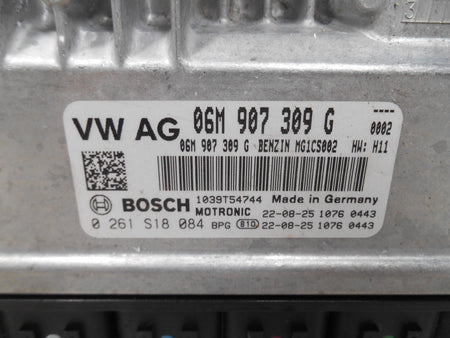 VW AG 06M 907 309 G
0002
06M 907 309 G BENZIN MG1CS002 HW: H11
BOSCH 1039T54744 Made in Germany
MOTRONIC 22-08-25 1076 0443
0 261 S18 084 BPG 810 22-08-25 1076 0443